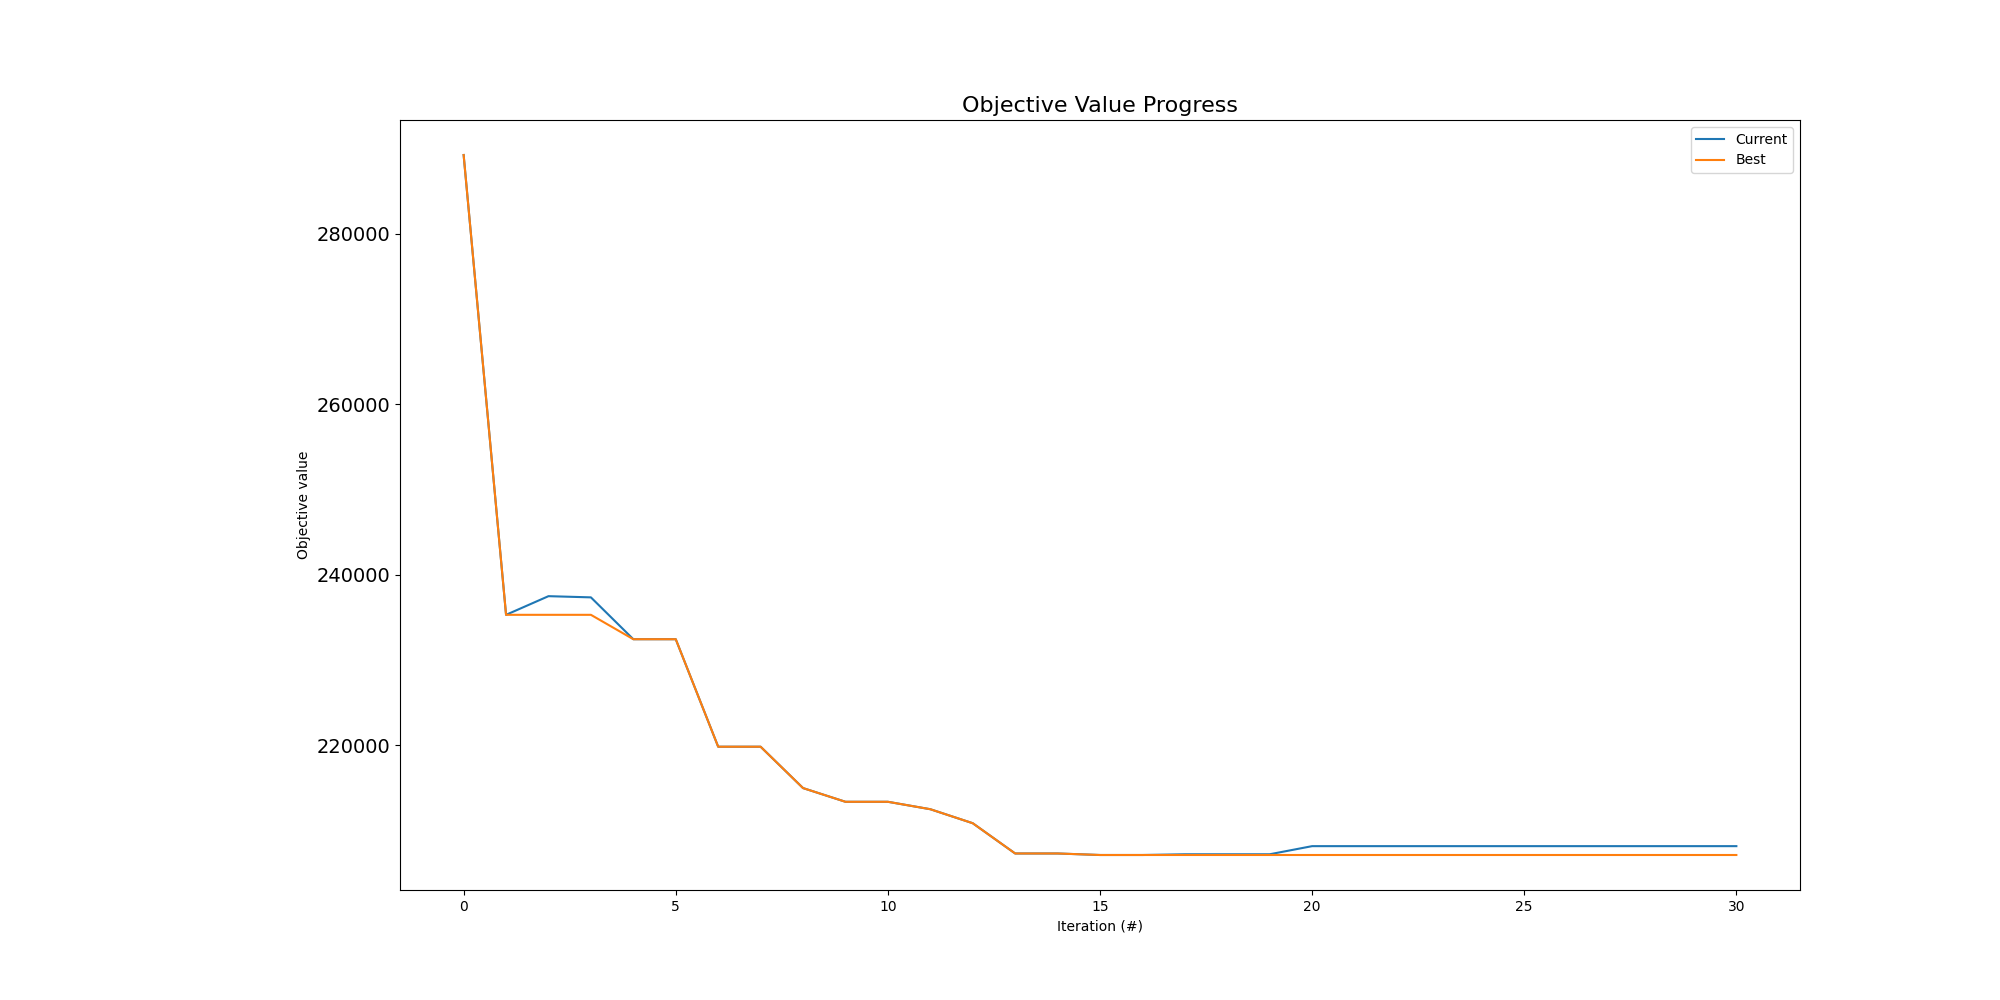 Objective Value Progress
Current
Best
280000
260000
240000
220000
Objective value
0 5 10 15 20 25 30
Iteration (#)